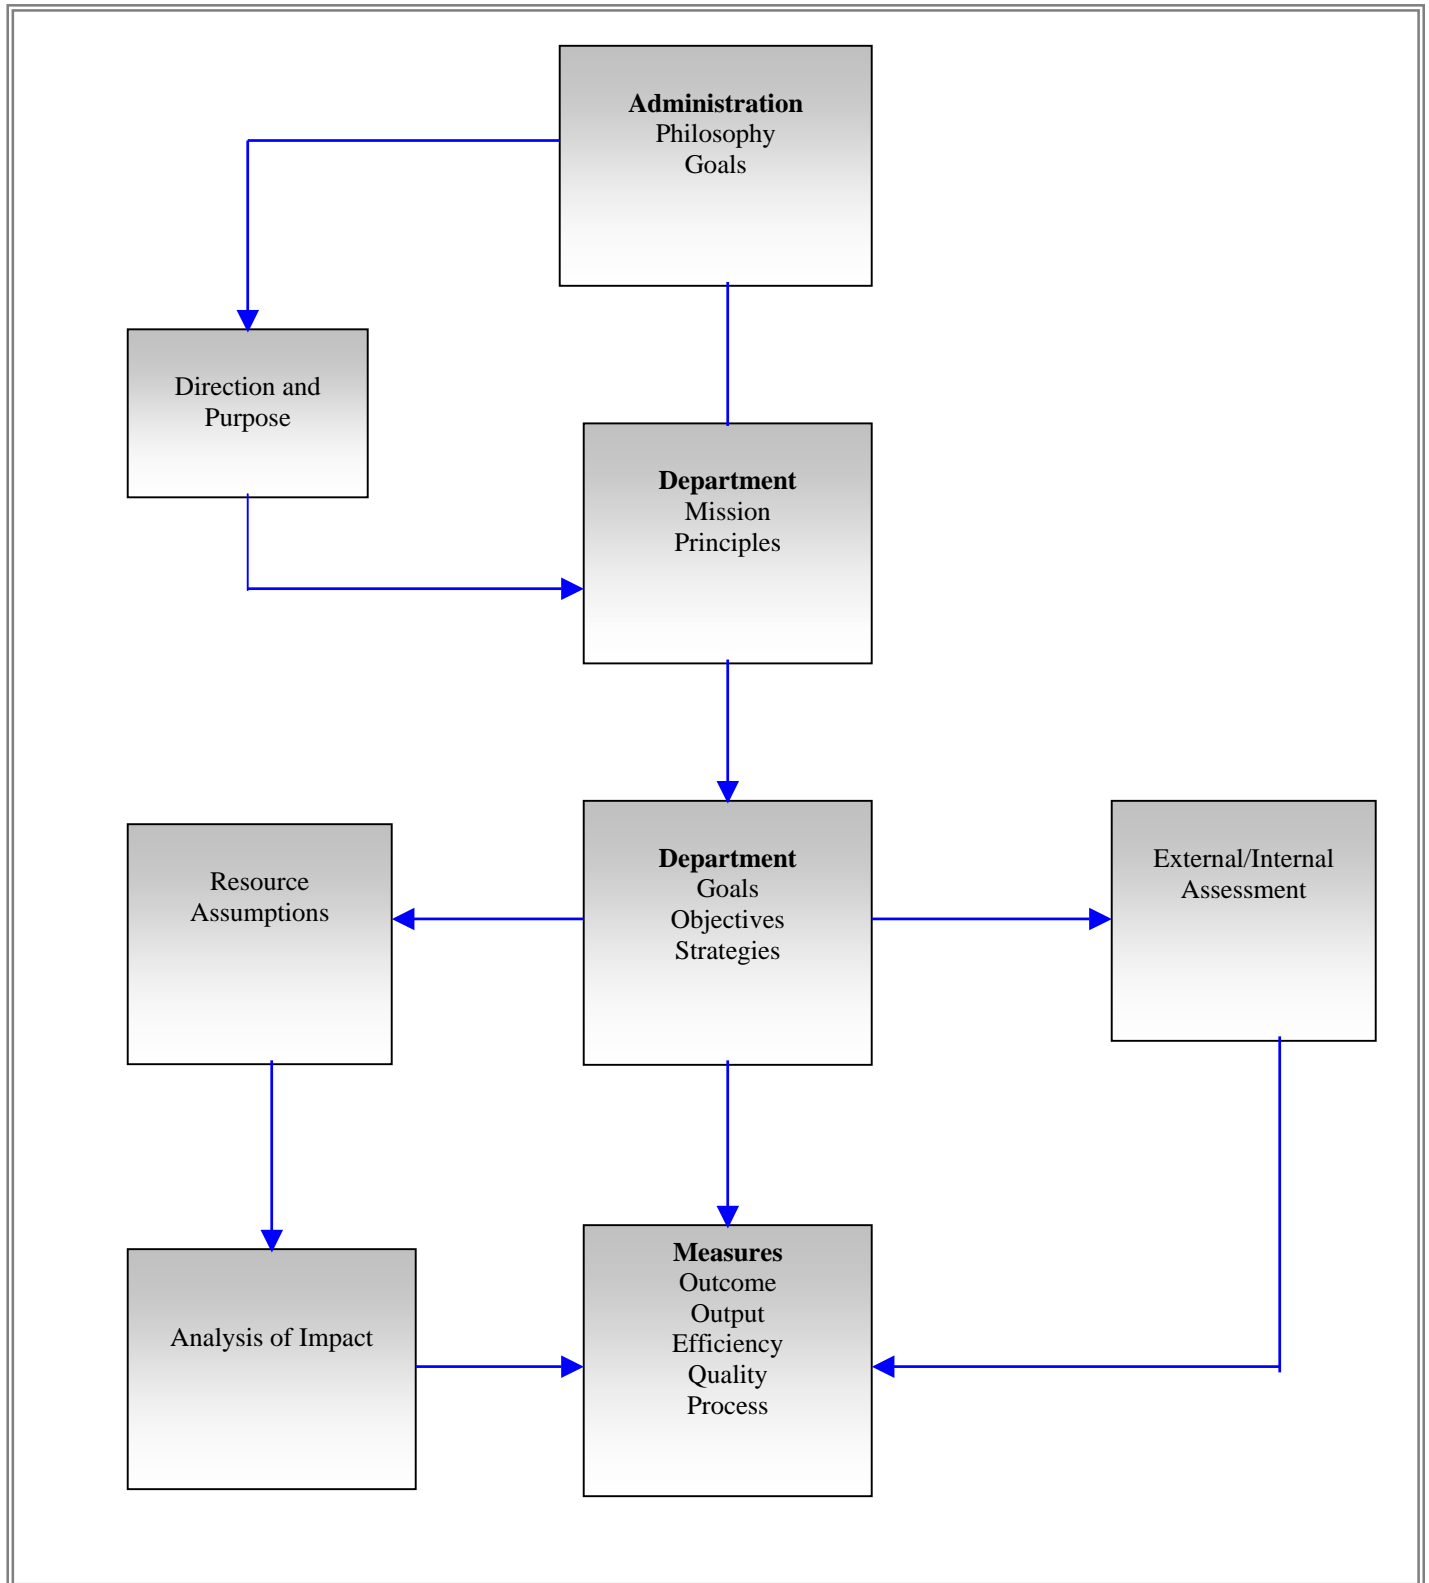 Administration
Philosophy
Goals
Direction and
Purpose
Department
Mission
Principles
Resource
Assumptions
Department
Goals
Objectives
Strategies
External/Internal
Assessment
Analysis of Impact
Measures
Outcome
Output
Efficiency
Quality
Process